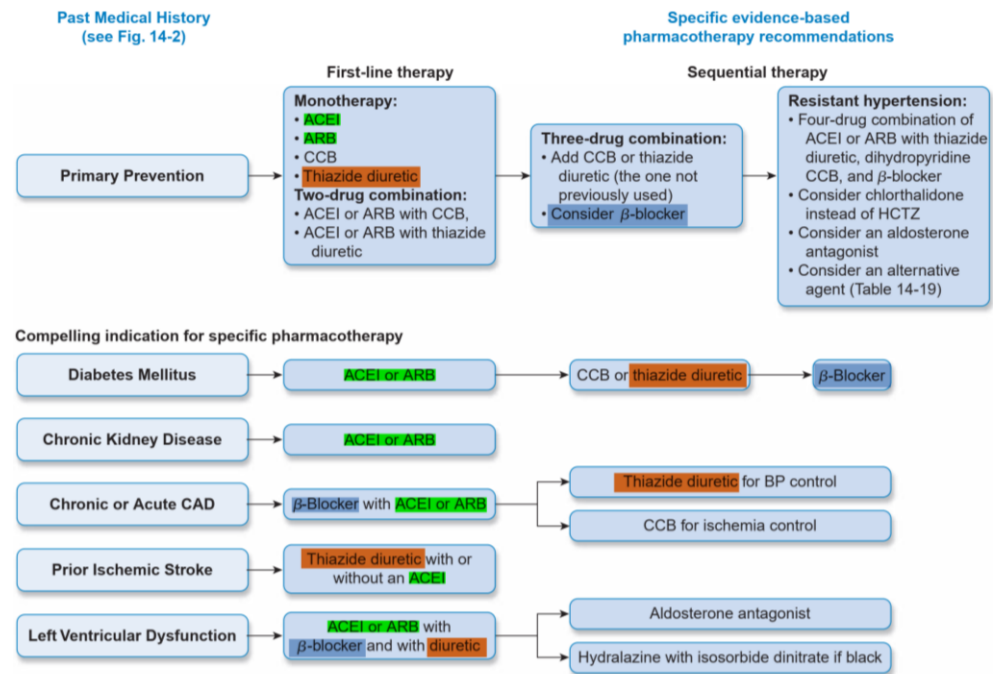 Past Medical History
(see Fig. 14-2)
Specific evidence-based
pharmacotherapy recommendations
First-line therapy
Sequential therapy
Primary Prevention
Monotherapy:
• ACEI
• ARB
• CCB
• Thiazide diuretic
Two-drug combination:
• ACEI or ARB with CCB,
• ACEI or ARB with thiazide
diuretic
Three-drug combination:
• Add CCB or thiazide
diuretic (the one not
previously used)
• Consider β-blocker
Resistant hypertension:
• Four-drug combination of
ACEI or ARB with thiazide
diuretic, dihydropyridine
CCB, and β-blocker
• Consider chlorthalidone
instead of HCTZ
• Consider an aldosterone
antagonist
• Consider an alternative
agent (Table 14-19)
Compelling indication for specific pharmacotherapy
Diabetes Mellitus
ACEI or ARB
CCB or thiazide diuretic
β-Blocker
Chronic Kidney Disease
ACEI or ARB
Chronic or Acute CAD
β-Blocker with ACEI or ARB
Thiazide diuretic for BP control
CCB for ischemia control
Prior Ischemic Stroke
Thiazide diuretic with or
without an ACEI
Left Ventricular Dysfunction
ACEI or ARB with
β-blocker and with diuretic
Aldosterone antagonist
Hydralazine with isosorbide dinitrate if black